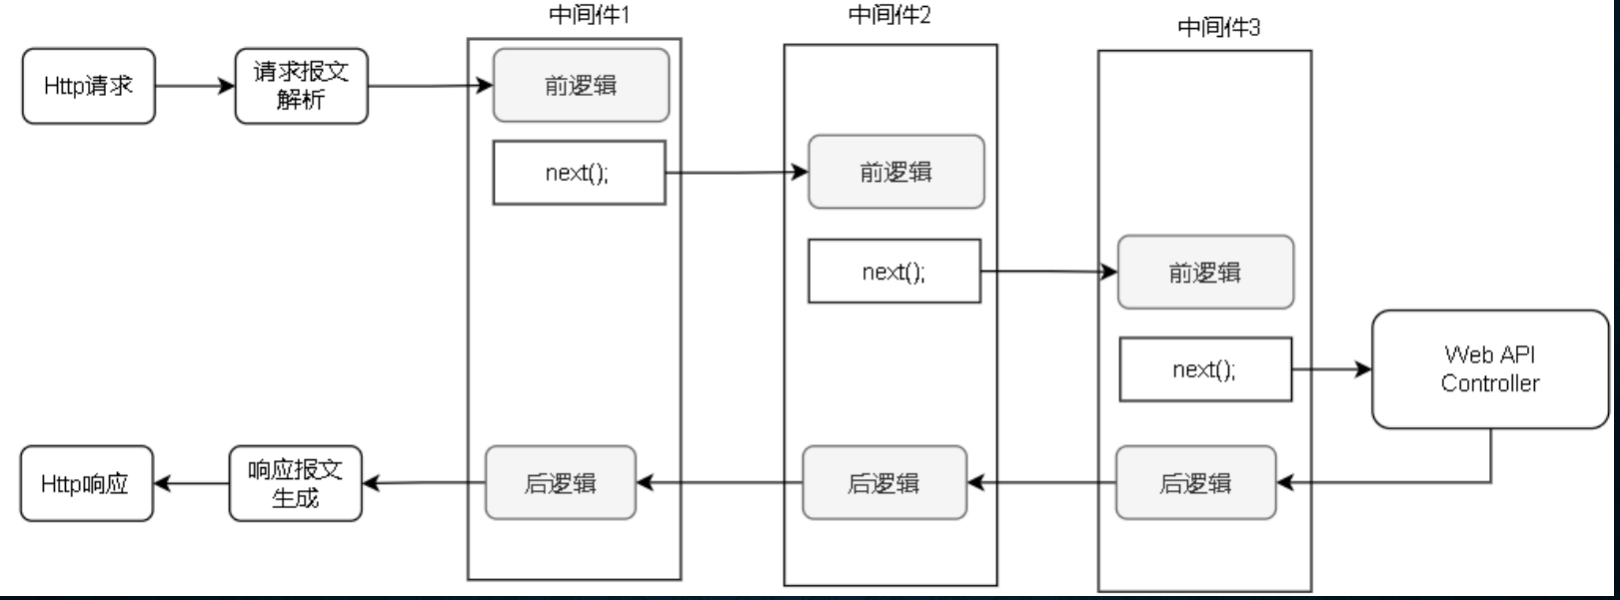 中间件1
中间件2
中间件3
Http请求
请求报文
解析
前逻辑
next();
前逻辑
next();
前逻辑
next();
Web API
Controller
Http响应
响应报文
生成
后逻辑
后逻辑
后逻辑